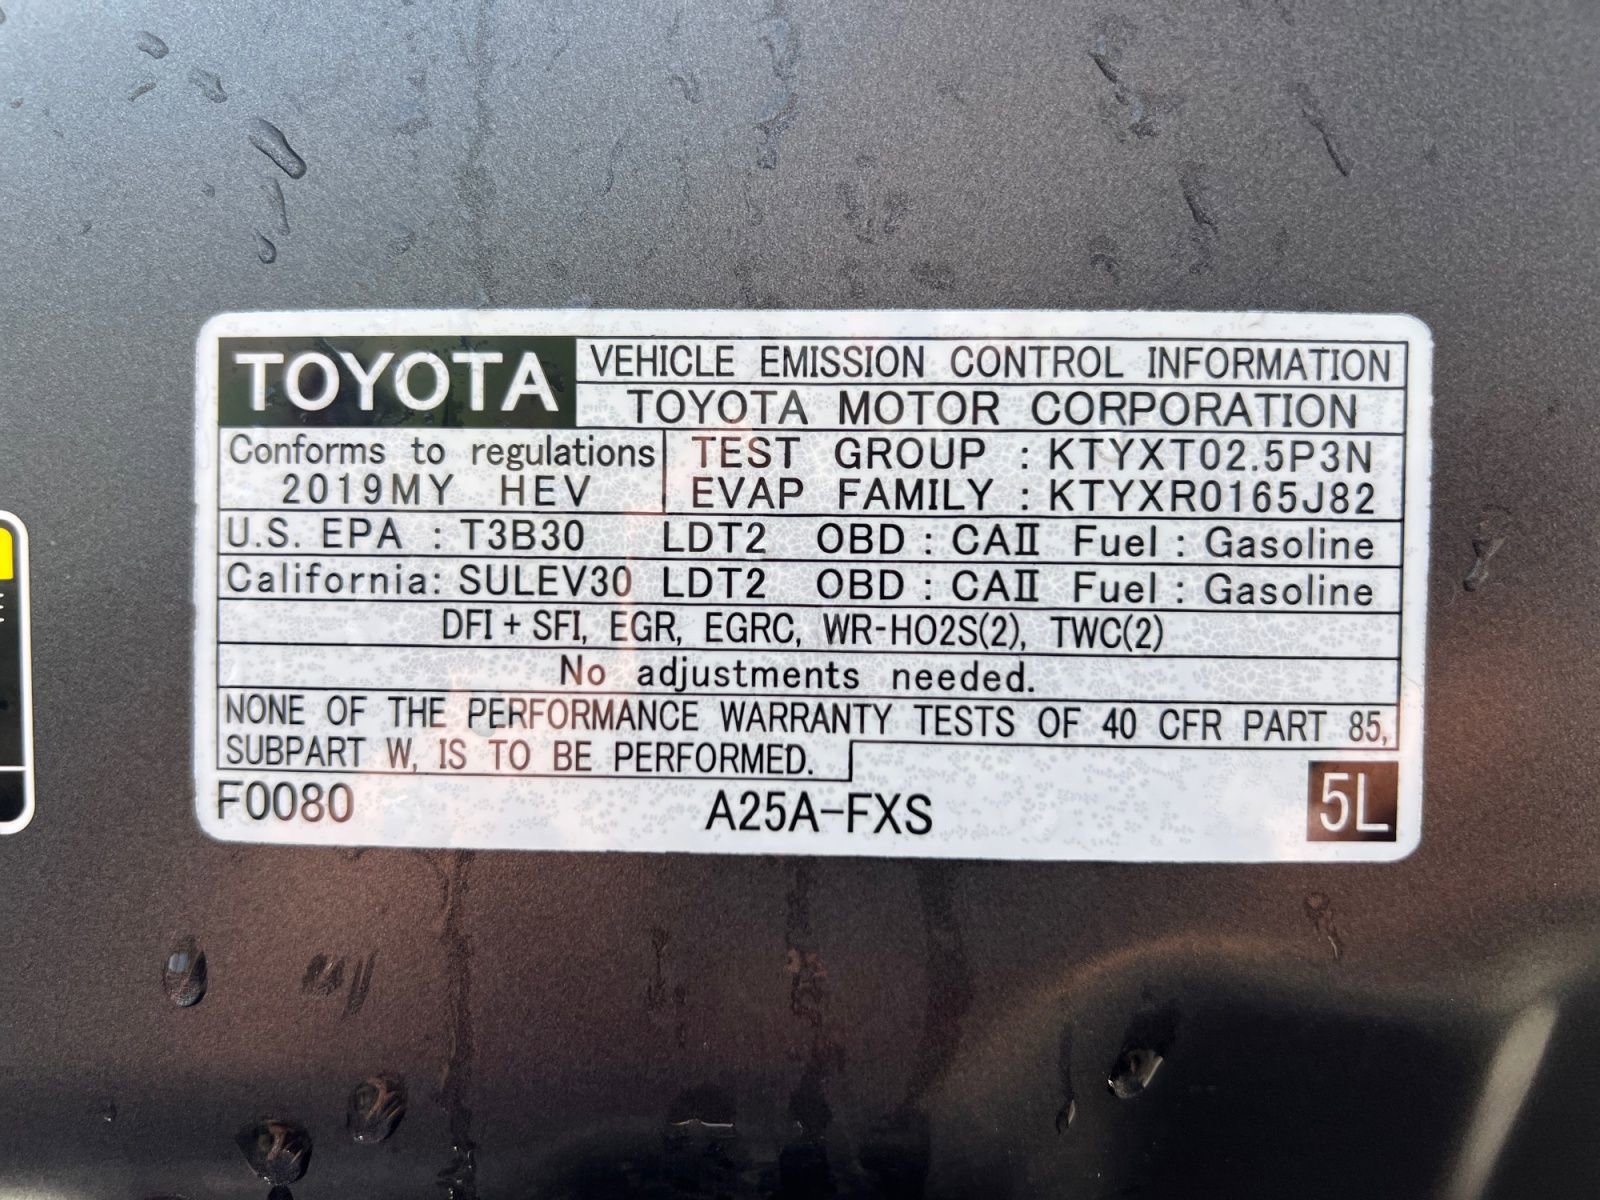 TOYOTA VEHICLE EMISSION CONTROL INFORMATION
TOYOTA MOTOR CORPORATION
Conforms to regulations
2019MY HEV
TEST GROUP : KTYXT02.5P3N
EVAP FAMILY : KTYXR0165J82
U.S. EPA : T3B30 LDT2 OBD : CAⅡ Fuel : Gasoline
California: SULEV30 LDT2 OBD : CAⅡ Fuel : Gasoline
DFI + SFI, EGR, EGRC, WR-HO2S(2), TWC(2)
No adjustments needed.
NONE OF THE PERFORMANCE WARRANTY TESTS OF 40 CFR PART 85,
SUBPART W, IS TO BE PERFORMED.
F0080 A25A-FXS 5L